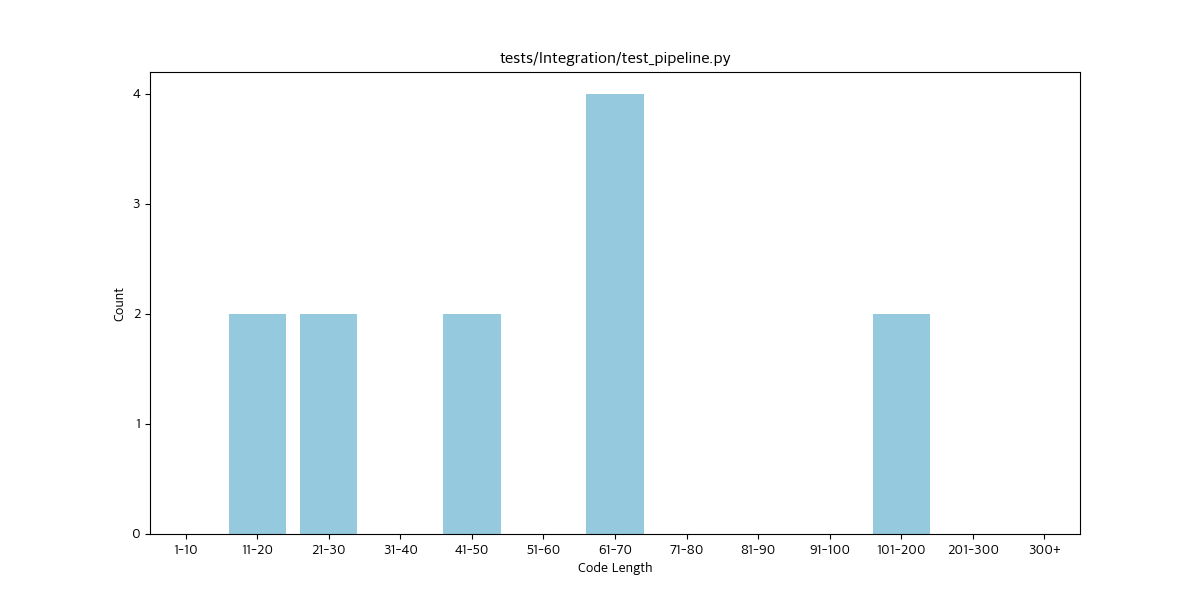 tests/Integration/test_pipeline.py
Count
4
3
2
1
0
1-10 11-20 21-30 31-40 41-50 51-60 61-70 71-80 81-90 91-100 101-200 201-300 300+
Code Length